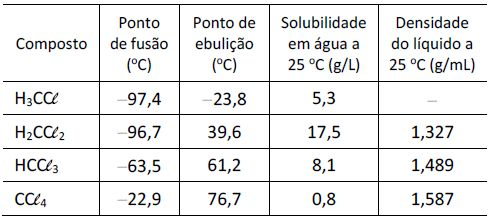 Composto Ponto de fusão (ºC) Ponto de ebulição (ºC) Solubilidade em água a 25 ºC (g/L) Densidade do líquido a 25 ºC (g/mL)
H₃CCℓ –97,4 –23,8 5,3 –
H₂CCℓ₂ –96,7 39,6 17,5 1,327
HCCℓ₃ –63,5 61,2 8,1 1,489
CCℓ₄ –22,9 76,7 0,8 1,587